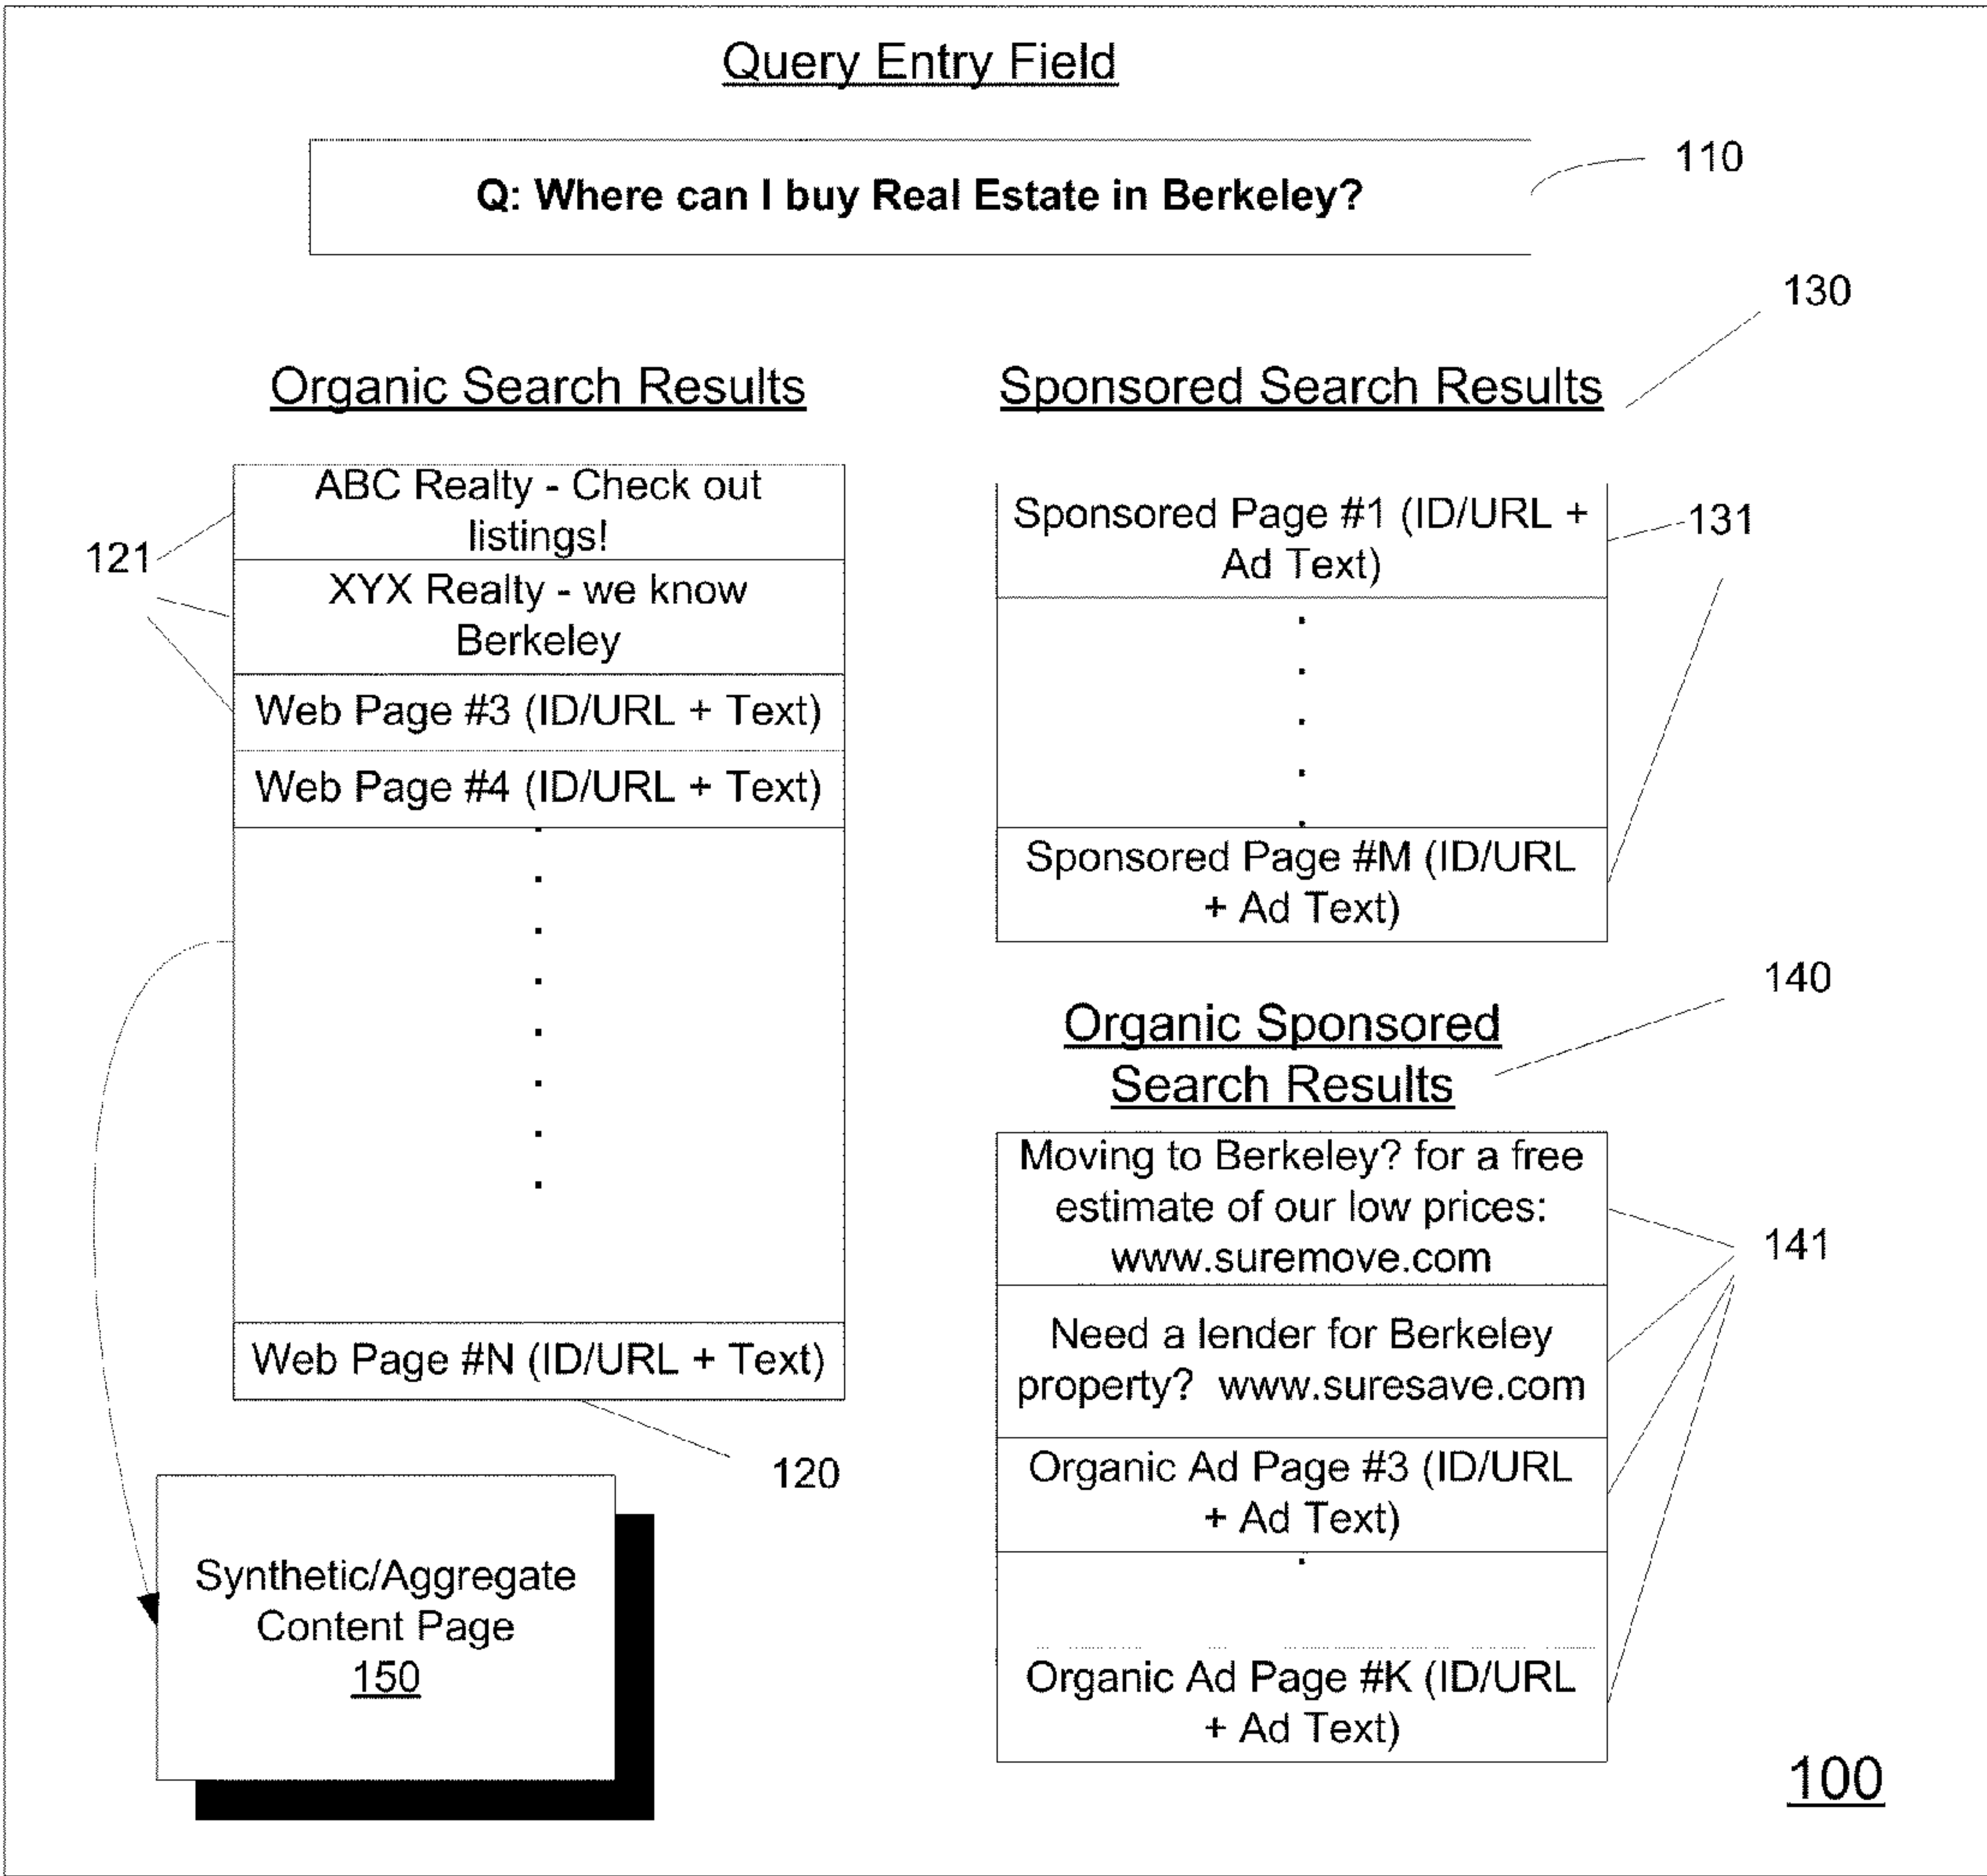 Query Entry Field
Q: Where can I buy Real Estate in Berkeley?
110
130
Organic Search Results
121
ABC Realty - Check out
listings!
XYX Realty - we know
Berkeley
Web Page #3 (ID/URL + Text)
Web Page #4 (ID/URL + Text)
Web Page #N (ID/URL + Text)
120
Synthetic/Aggregate
Content Page
150
Sponsored Search Results
Sponsored Page #1 (ID/URL +
Ad Text)
131
Sponsored Page #M (ID/URL
+ Ad Text)
140
Organic Sponsored
Search Results
Moving to Berkeley? for a free
estimate of our low prices:
www.suremove.com
141
Need a lender for Berkeley
property?  www.suresave.com
Organic Ad Page #3 (ID/URL
+ Ad Text)
Organic Ad Page #K (ID/URL
+ Ad Text)
100